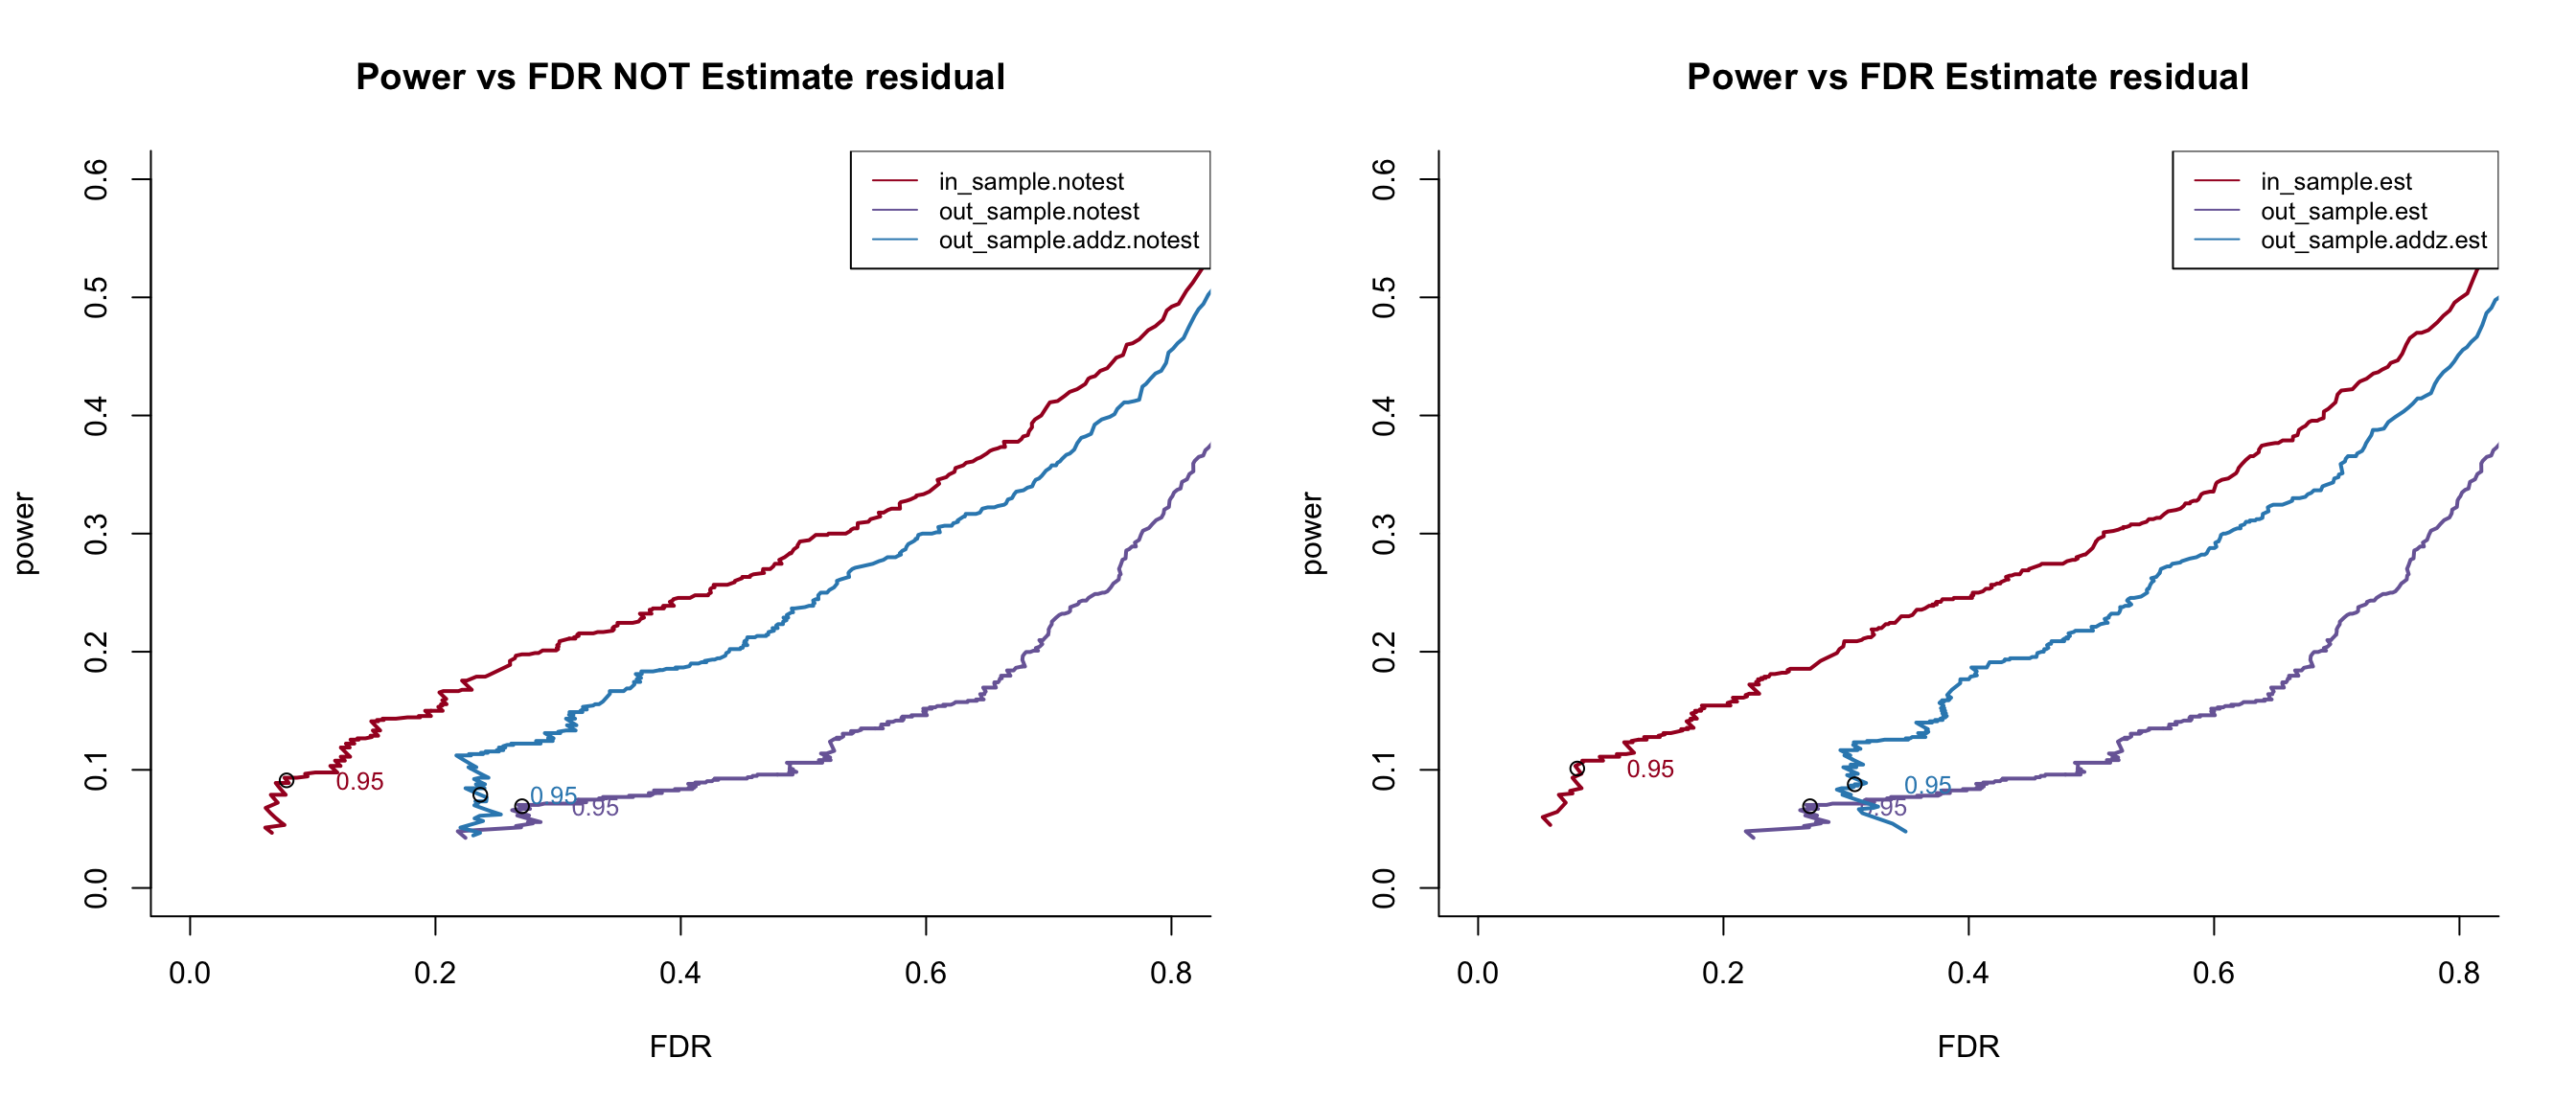 Power vs FDR NOT Estimate residual
power
0.0
0.1
0.2
0.3
0.4
0.5
0.6
in_sample.notest
out_sample.notest
out_sample.addz.notest
0.95
0.95
0.95
0.0
0.2
0.4
0.6
0.8
FDR
Power vs FDR Estimate residual
power
0.0
0.1
0.2
0.3
0.4
0.5
0.6
in_sample.est
out_sample.est
out_sample.addz.est
0.95
0.95
0.95
0.0
0.2
0.4
0.6
0.8
FDR